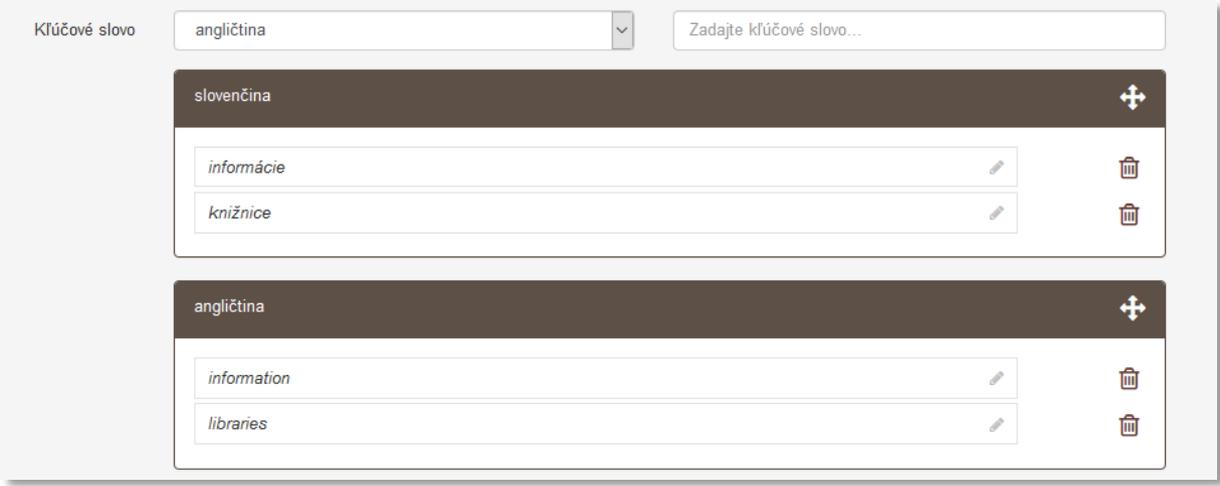 Kľúčové slovo angličtina Zadajte kľúčové slovo...
slovenčina
informácie
knižnice
angličtina
information
libraries